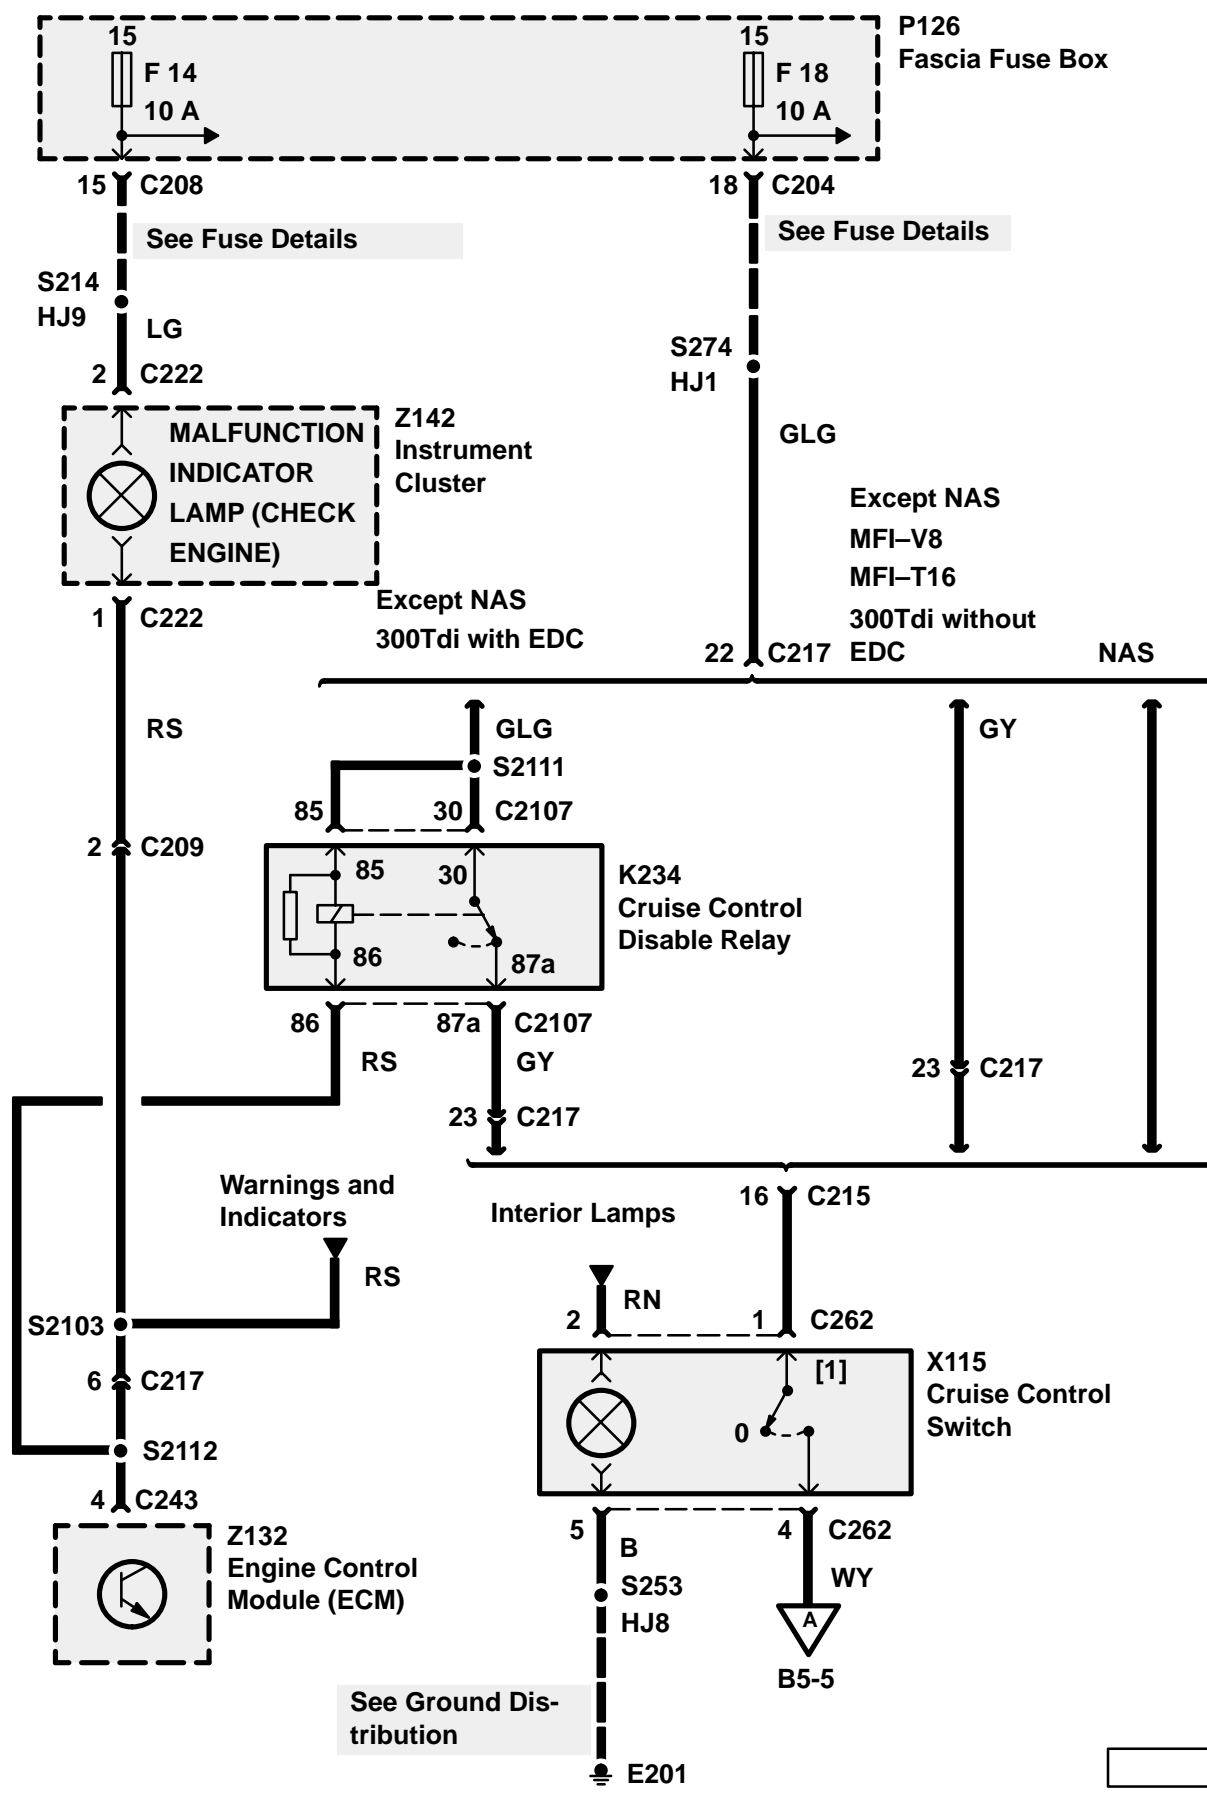 P126
Fascia Fuse Box
15
F 14
10 A
15
F 18
10 A
15 C208
18 C204
See Fuse Details
See Fuse Details
S214
HJ9
LG
2 C222
S274
HJ1
GLG
MALFUNCTION
INDICATOR
LAMP (CHECK
ENGINE)
Z142
Instrument
Cluster
1 C222
Except NAS
300Tdi with EDC
Except NAS
MFI–V8
MFI–T16
300Tdi without
EDC
22 C217
NAS
RS
GLG
S2111
GY
85 30 C2107
2 C209
85
30
86
87a
K234
Cruise Control
Disable Relay
86 87a C2107
RS
GY
23 C217
23 C217
Warnings and
Indicators
RS
16 C215
Interior Lamps
RN
S2103
2 1 C262
6 C217
[1]
0
X115
Cruise Control
Switch
S2112
4 C243
Z132
Engine Control
Module (ECM)
5 4 C262
B
WY
S253
HJ8
A
B5-5
See Ground Dis-
tribution
E201